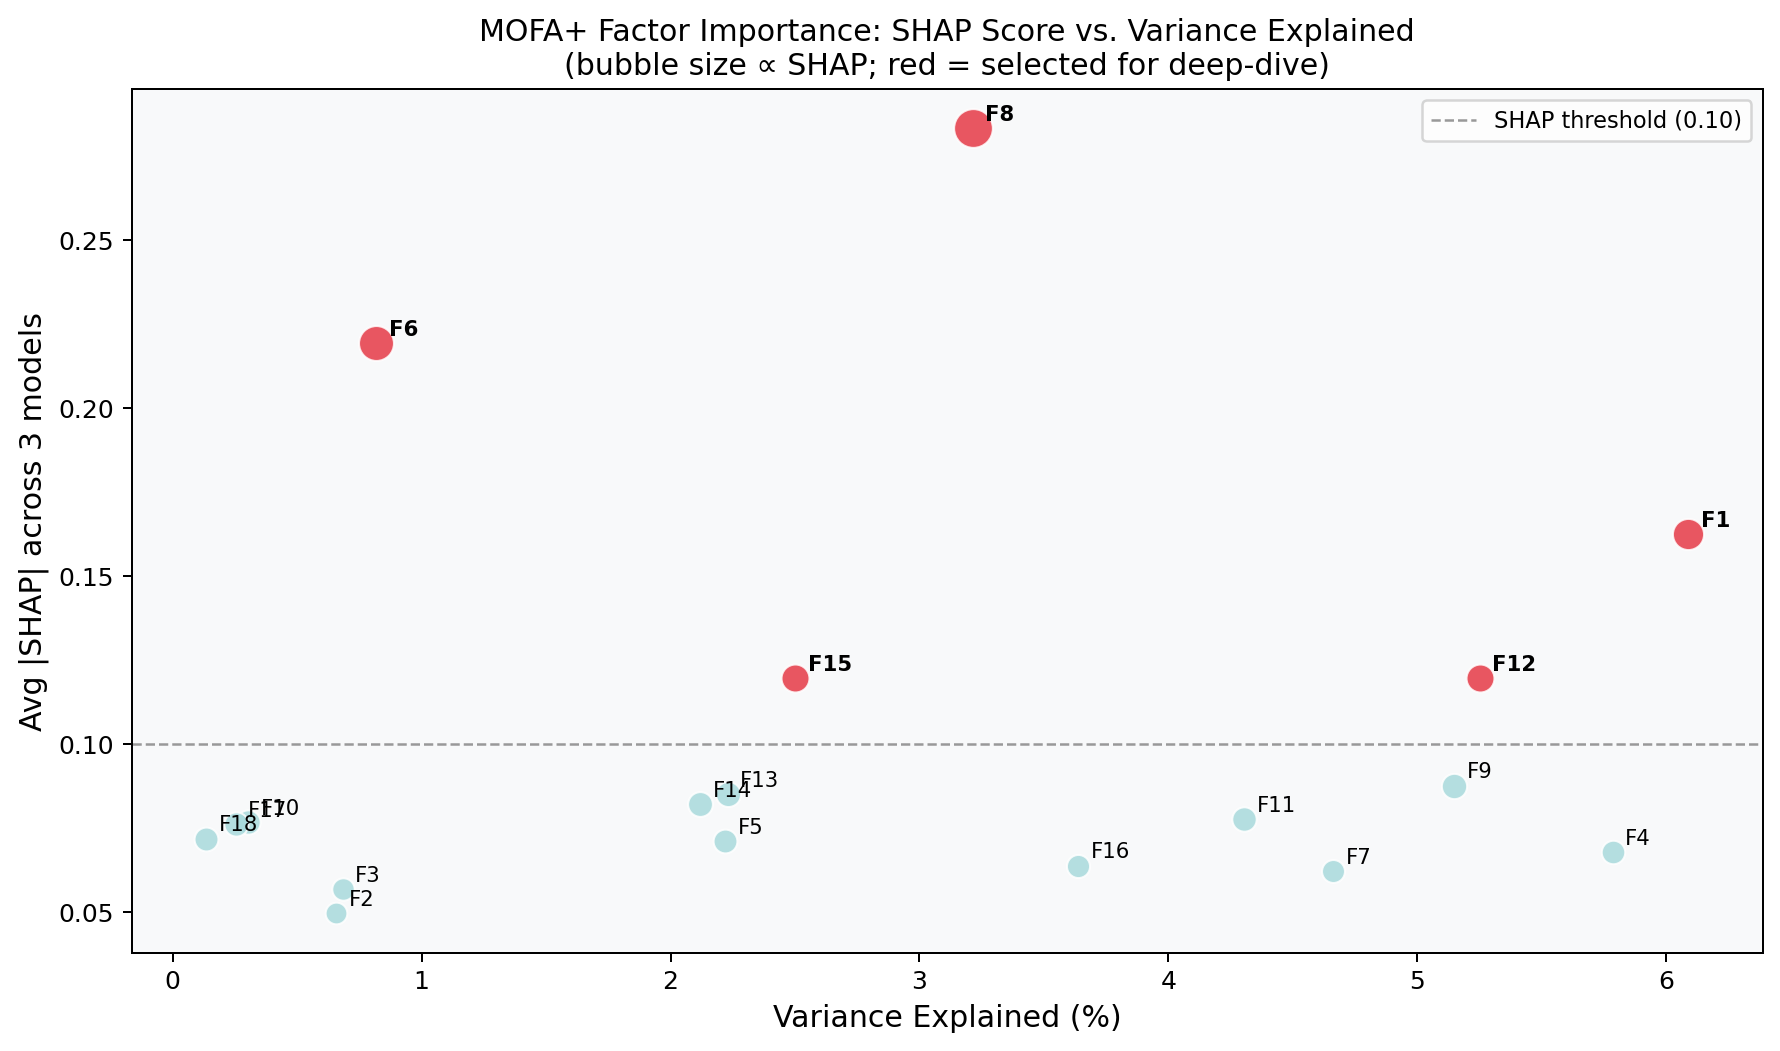 MOFA+ Factor Importance: SHAP Score vs. Variance Explained
(bubble size ∝ SHAP; red = selected for deep-dive)
SHAP threshold (0.10)
Avg |SHAP| across 3 models
0.25
0.20
0.15
0.10
0.05
F8
F6
F1
F15
F12
F13
F14
F9
F10
F17
F18
F11
F5
F4
F16
F7
F3
F2
0
1
2
3
4
5
6
Variance Explained (%)